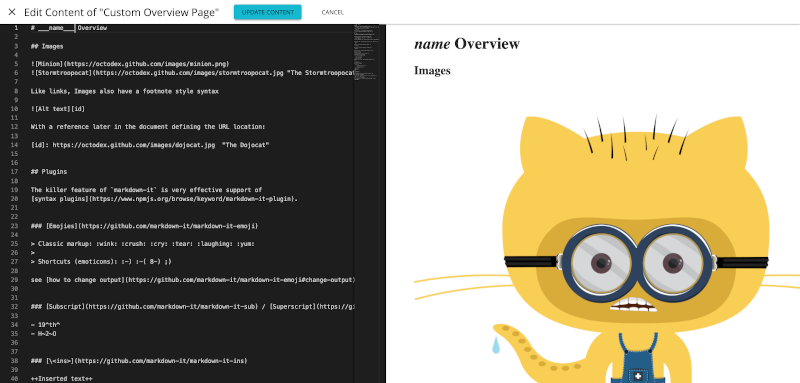 Edit Content of "Custom Overview Page"
UPDATE CONTENT
CANCEL
1 # ___name___ Overview
2
3 ## Images
4
5 ![Minion](https://octodex.github.com/images/minion.png)
6 ![Stormtroopocat](https://octodex.github.com/images/stormtroopocat.jpg "The Stormtroopocat
7
8 Like links, Images also have a footnote style syntax
9
10 ![Alt text][id]
11
12 With a reference later in the document defining the URL location:
13
14 [id]: https://octodex.github.com/images/dojocat.jpg  "The Dojocat"
15
16
17 ## Plugins
18
19 The killer feature of `markdown-it` is very effective support of
20 [syntax plugins](https://www.npmjs.org/browse/keyword/markdown-it-plugin).
21
22
23 ### [Emojies](https://github.com/markdown-it/markdown-it-emoji)
24
25 > Classic markup: :wink: :crush: :cry: :tear: :laughing: :yum:
26 >
27 > Shortcuts (emoticons): :-) :-( 8-) ;)
28
29 see [how to change output](https://github.com/markdown-it/markdown-it-emoji#change-output)
30
31
32 ### [Subscript](https://github.com/markdown-it/markdown-it-sub) / [Superscript](https://gi
33
34 - 19^th^
35 - H~2~O
36
37
38 ### [\<ins>](https://github.com/markdown-it/markdown-it-ins)
39
40 ++Inserted text++
name Overview
Images